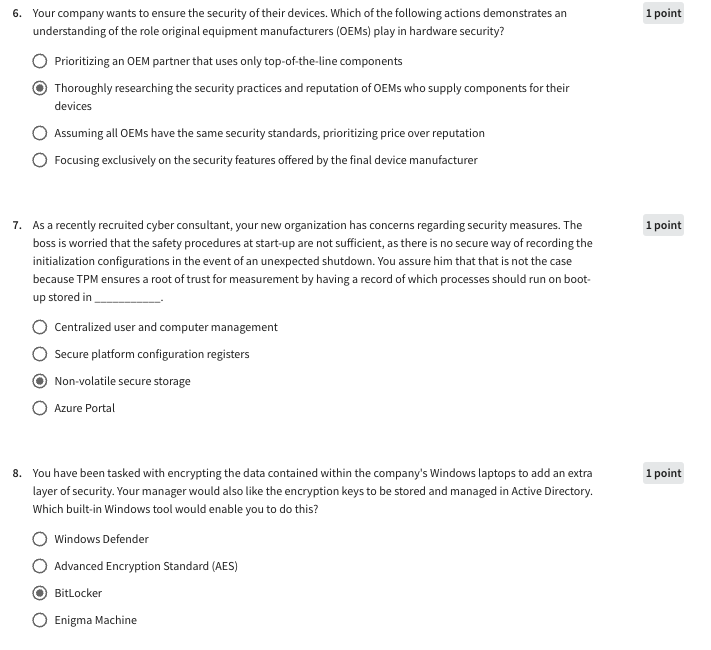 6. Your company wants to ensure the security of their devices. Which of the following actions demonstrates an 1 point
understanding of the role original equipment manufacturers (OEMs) play in hardware security?
Prioritizing an OEM partner that uses only top-of-the-line components
Thoroughly researching the security practices and reputation of OEMs who supply components for their
devices
Assuming all OEMs have the same security standards, prioritizing price over reputation
Focusing exclusively on the security features offered by the final device manufacturer
7. As a recently recruited cyber consultant, your new organization has concerns regarding security measures. The 1 point
boss is worried that the safety procedures at start-up are not sufficient, as there is no secure way of recording the
initialization configurations in the event of an unexpected shutdown. You assure him that that is not the case
because TPM ensures a root of trust for measurement by having a record of which processes should run on boot-
up stored in ___________.
Centralized user and computer management
Secure platform configuration registers
Non-volatile secure storage
Azure Portal
8. You have been tasked with encrypting the data contained within the company's Windows laptops to add an extra 1 point
layer of security. Your manager would also like the encryption keys to be stored and managed in Active Directory.
Which built-in Windows tool would enable you to do this?
Windows Defender
Advanced Encryption Standard (AES)
BitLocker
Enigma Machine